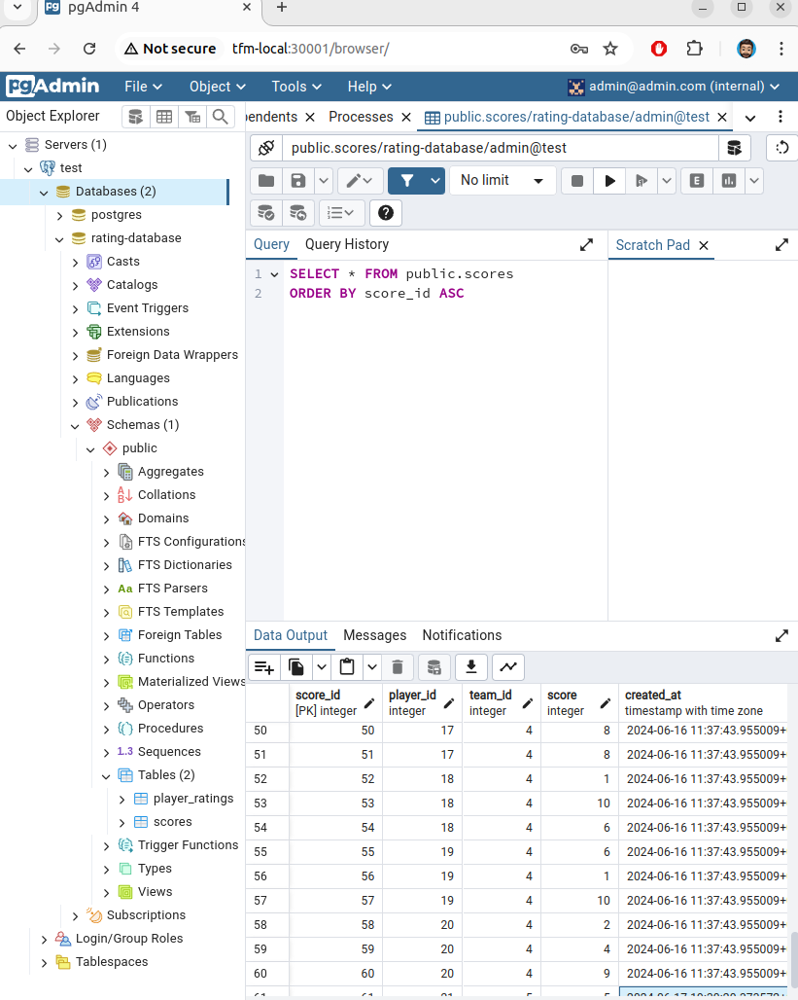 pgAdmin 4
Not secure tfm-local:30001/browser/
pgAdmin File Object Tools Help admin@admin.com (internal)
Object Explorer
pendents Processes public.scores/rating-database/admin@test
Servers (1)
test
Databases (2)
postgres
rating-database
Casts
Catalogs
Event Triggers
Extensions
Foreign Data Wrappers
Languages
Publications
Schemas (1)
public
Aggregates
Collations
Domains
FTS Configurations
FTS Dictionaries
Aa FTS Parsers
FTS Templates
Foreign Tables
Functions
Materialized Views
Operators
Procedures
1..3 Sequences
Tables (2)
player_ratings
scores
Trigger Functions
Types
Views
Subscriptions
Login/Group Roles
Tablespaces
public.scores/rating-database/admin@test
No limit E
Query Query History Scratch Pad
1 SELECT * FROM public.scores
2 ORDER BY score_id ASC
Data Output Messages Notifications
score_id player_id team_id score created_at
[PK] integer integer integer integer timestamp with time zone
50 50 17 4 8 2024-06-16 11:37:43.955009+
51 51 17 4 8 2024-06-16 11:37:43.955009+
52 52 18 4 1 2024-06-16 11:37:43.955009+
53 53 18 4 10 2024-06-16 11:37:43.955009+
54 54 18 4 6 2024-06-16 11:37:43.955009+
55 55 19 4 6 2024-06-16 11:37:43.955009+
56 56 19 4 1 2024-06-16 11:37:43.955009+
57 57 19 4 10 2024-06-16 11:37:43.955009+
58 58 20 4 2 2024-06-16 11:37:43.955009+
59 59 20 4 4 2024-06-16 11:37:43.955009+
60 60 20 4 9 2024-06-16 11:37:43.955009+